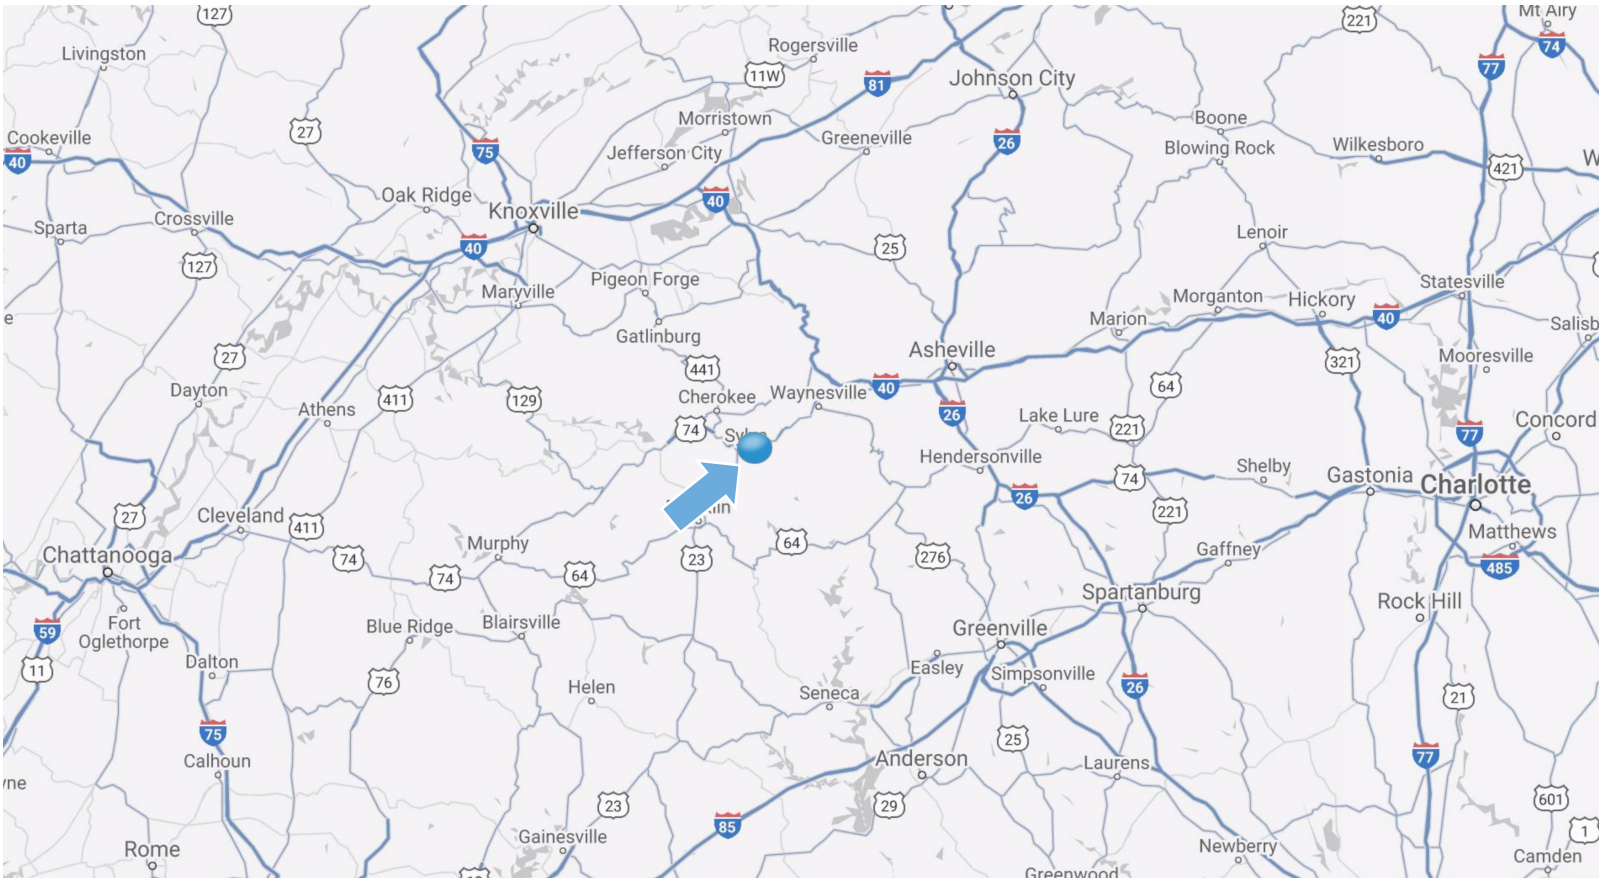 127
221
Mt Airy
Livingston
Rogersville
74
77
11W
81
Johnson City
Morristown
Boone
27
Cookeville
40
75
Jefferson City
Greeneville
26
Blowing Rock
Wilkesboro
421
W
Oak Ridge
Knoxville
40
Sparta
Crossville
40
25
Lenoir
127
Pigeon Forge
Maryville
Statesville
Morganton
Hickory
e
40
Marion
Salisb
Gatlinburg
27
Asheville
321
Mooresville
441
Dayton
411
129
Cherokee
Waynesville
40
64
Athens
26
Lake Lure
221
Concord
74
77
Hendersonville
Shelby
Gastonia
Charlotte
74
26
27
Cleveland
411
221
Matthews
Chattanooga
74
Murphy
23
64
276
Gaffney
485
74
64
Spartanburg
Rock Hill
59
Fort
Oglethorpe
Blue Ridge
Blairsville
Greenville
11
Dalton
76
Easley
Simpsonville
26
Helen
Seneca
21
75
25
Calhoun
Anderson
Laurens
77
yne
23
29
601
85
Gainesville
1
Rome
Newberry
Camden
Greenwood